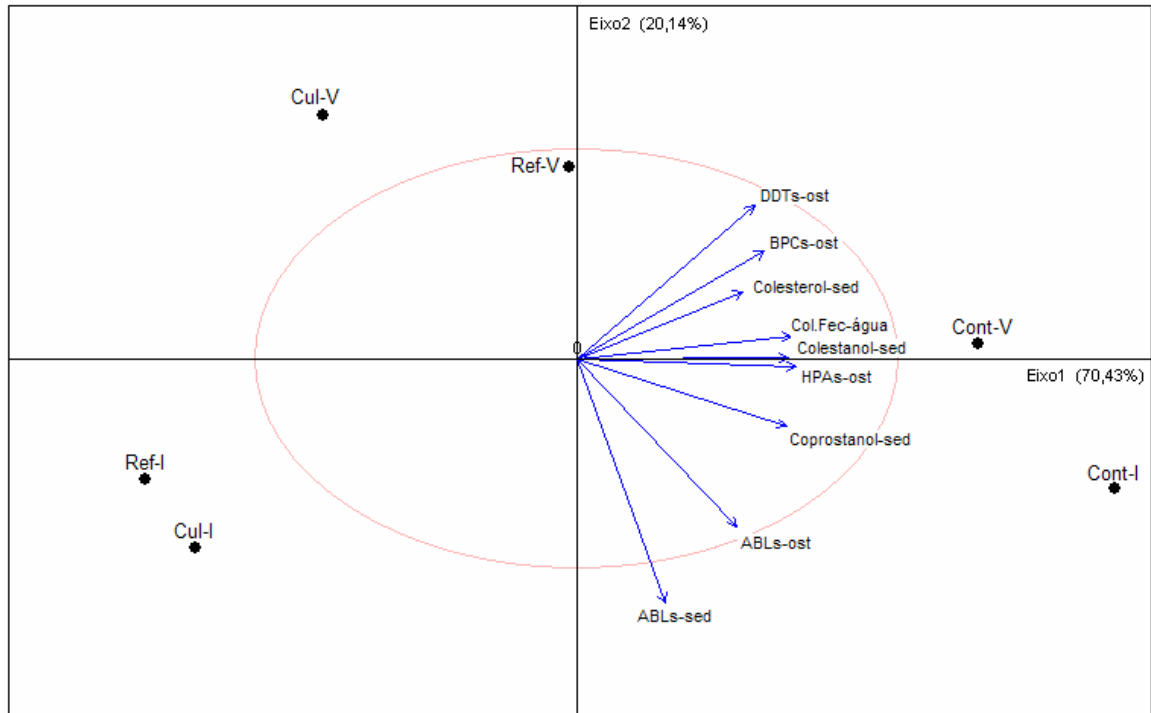 Eixo2 (20,14%)
Cul-V
Ref-V
DDTs-ost
BPCs-ost
Colesterol-sed
Col.Fec-água
Cont-V
0
Colestanol-sed
HPAs-ost
Eixo1 (70,43%)
Coprostanol-sed
Ref-I
Cont-I
Cul-I
ABLs-ost
ABLs-sed